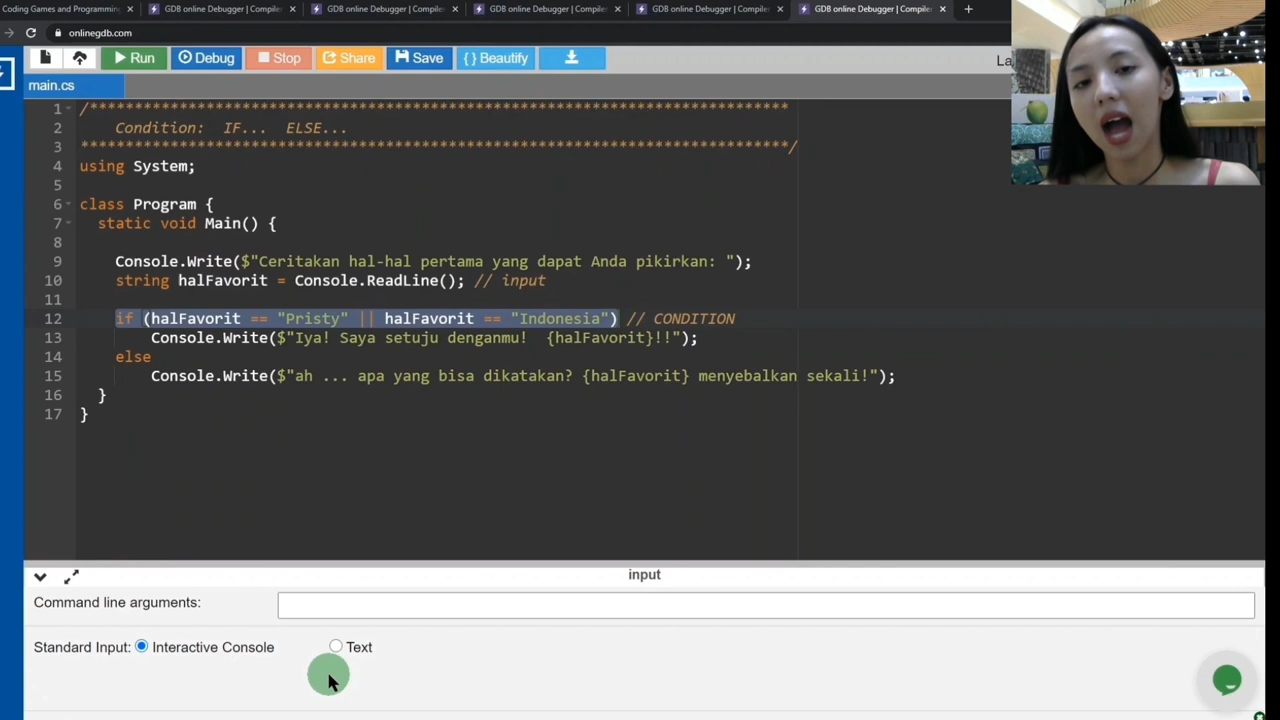 Coding Games and Programming
GDB online Debugger | Compiler
GDB online Debugger | Compiler
GDB online Debugger | Compiler
GDB online Debugger | Compiler
GDB online Debugger | Compiler
onlinegdb.com
Run
Debug
Stop
Share
Save
{ } Beautify
La
main.cs
1 /******************************************************************************
2 Condition: IF... ELSE...
3 *******************************************************************************/
4 using System;
5
6 class Program {
7 static void Main() {
8
9 Console.Write($"Ceritakan hal-hal pertama yang dapat Anda pikirkan: ");
10 string halFavorit = Console.ReadLine(); // input
11
12 if (halFavorit == "Pristy" || halFavorit == "Indonesia") // CONDITION
13 Console.Write($"Iya! Saya setuju denganmu!  {halFavorit}!!");
14 else
15 Console.Write($"ah ... apa yang bisa dikatakan? {halFavorit} menyebalkan sekali!");
16 }
17 }
input
Command line arguments:
Standard Input: Interactive Console Text